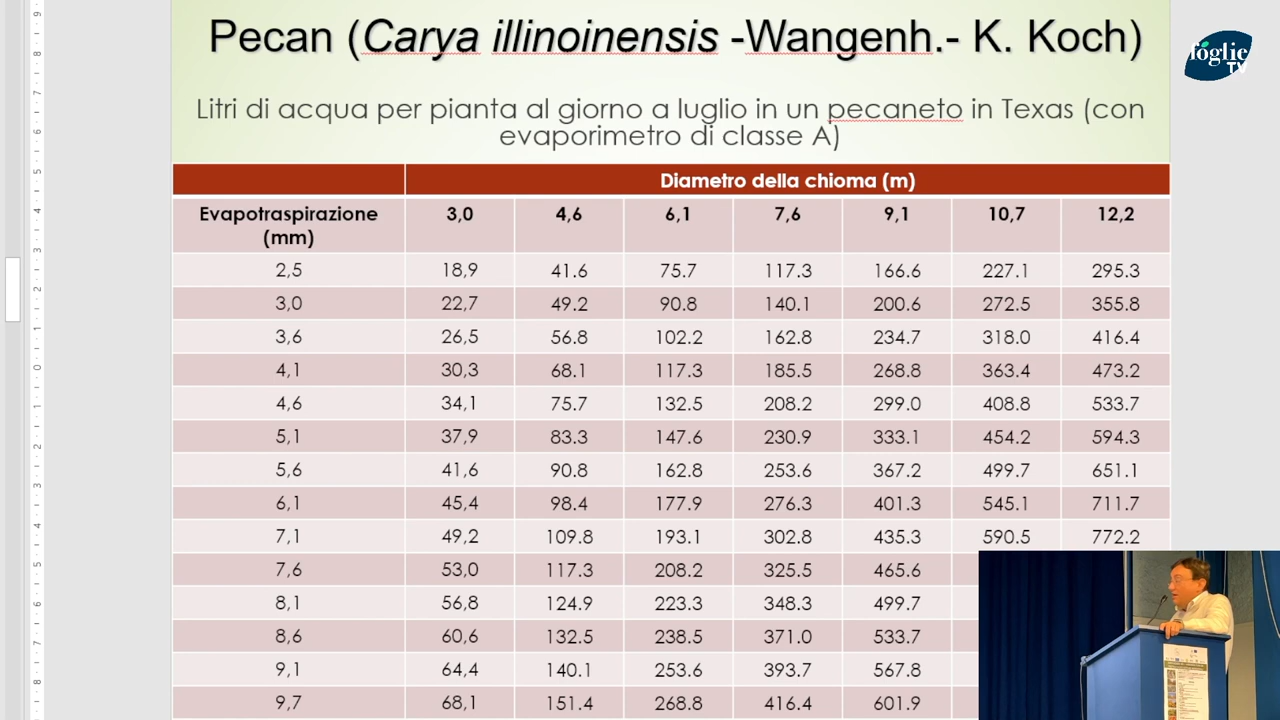 Pecan (Carya illinoinensis -Wangenh.- K. Koch)
foglie
TV
Litri di acqua per pianta al giorno a luglio in un pecaneto in Texas (con
evaporimetro di classe A)
Diametro della chioma (m)
Evapotraspirazione (mm) 3,0 4,6 6,1 7,6 9,1 10,7 12,2
2,5 18,9 41.6 75.7 117.3 166.6 227.1 295.3
3,0 22,7 49.2 90.8 140.1 200.6 272.5 355.8
3,6 26,5 56.8 102.2 162.8 234.7 318.0 416.4
4,1 30,3 68.1 117.3 185.5 268.8 363.4 473.2
4,6 34,1 75.7 132.5 208.2 299.0 408.8 533.7
5,1 37,9 83.3 147.6 230.9 333.1 454.2 594.3
5,6 41,6 90.8 162.8 253.6 367.2 499.7 651.1
6,1 45,4 98.4 177.9 276.3 401.3 545.1 711.7
7,1 49,2 109.8 193.1 302.8 435.3 590.5 772.2
7,6 53,0 117.3 208.2 325.5 465.6
8,1 56,8 124.9 223.3 348.3 499.7
8,6 60,6 132.5 238.5 371.0 533.7
9,1 64, 140.1 253.6 393.7 567.8
9,7 68,1 151.4 268.8 416.4 601.9